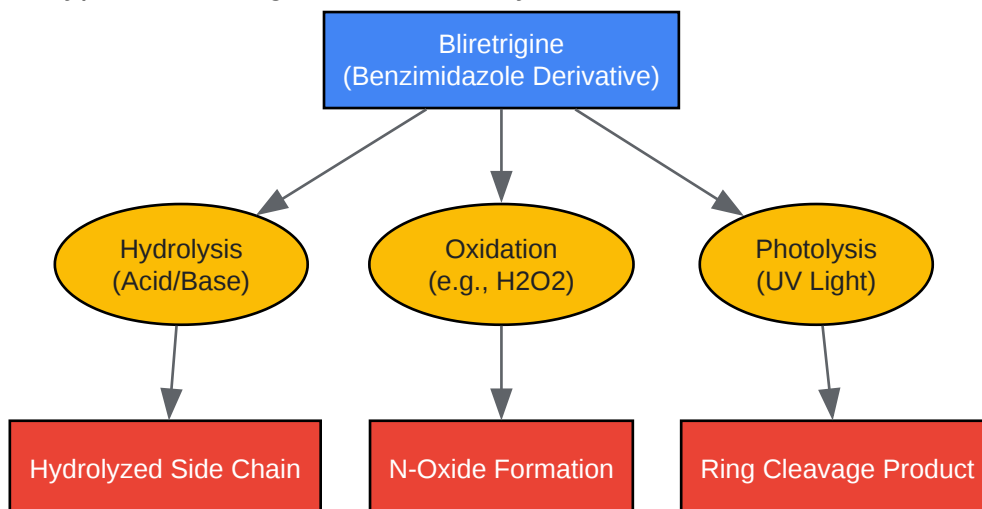 Bliretrigine
(Benzimidazole Derivative)
Hydrolysis
(Acid/Base)
Oxidation
(e.g., H2O2)
Photolysis
(UV Light)
Hydrolyzed Side Chain
N-Oxide Formation
Ring Cleavage Product